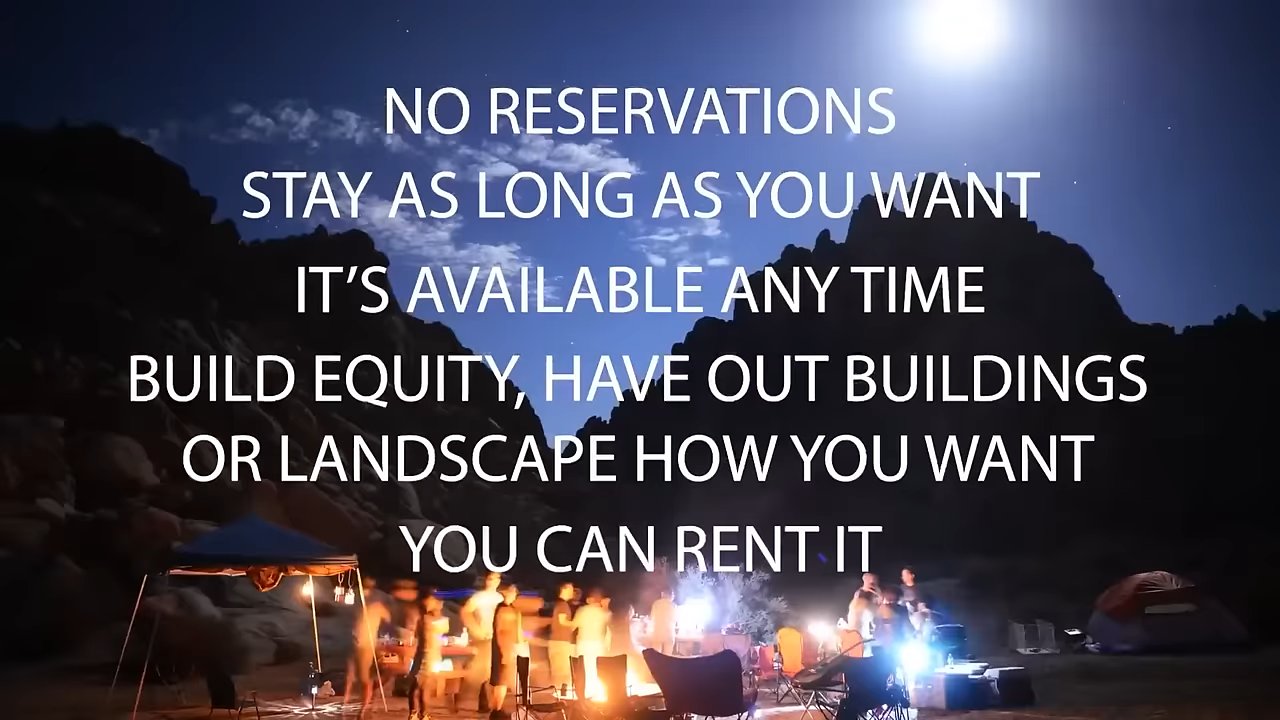 NO RESERVATIONS
STAY AS LONG AS YOU WANT
IT'S AVAILABLE ANY TIME
BUILD EQUITY, HAVE OUT BUILDINGS
OR LANDSCAPE HOW YOU WANT
YOU CAN RENT IT